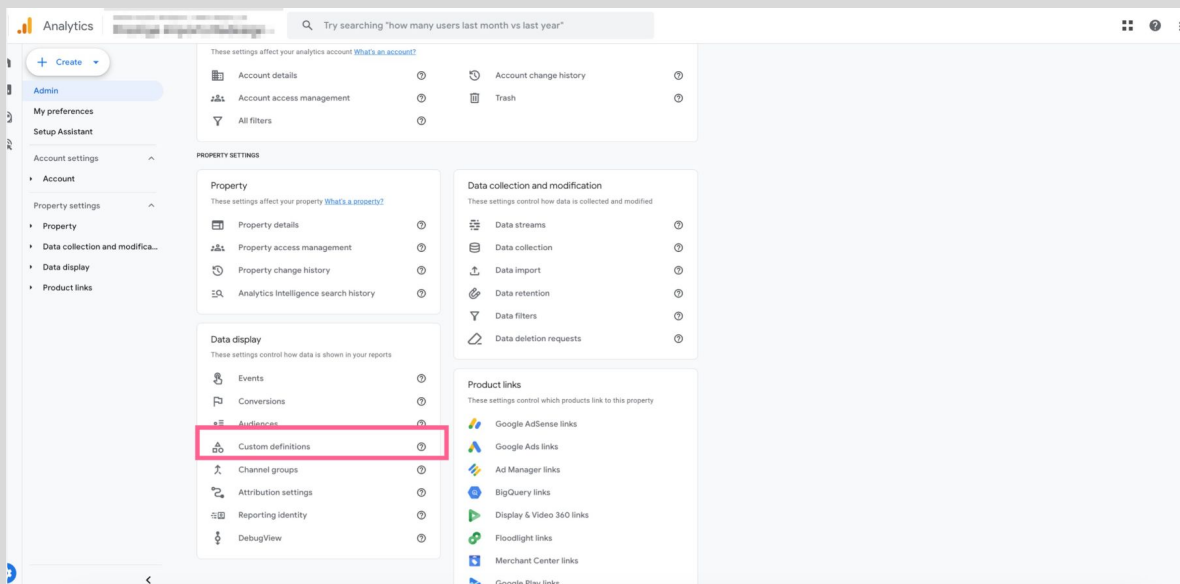 Analytics
Try searching "how many users last month vs last year"
Create
Admin
My preferences
Setup Assistant
Account settings
Account
Property settings
Property
Data collection and modifica...
Data display
Product links
These settings affect your analytics account What's an account?
Account details
Account change history
Account access management
Trash
All filters
PROPERTY SETTINGS
Property
These settings affect your property What's a property?
Property details
Property access management
Property change history
Analytics Intelligence search history
Data collection and modification
These settings control how data is collected and modified
Data streams
Data collection
Data import
Data retention
Data filters
Data deletion requests
Data display
These settings control how data is shown in your reports
Events
Conversions
Audiences
Custom definitions
Channel groups
Attribution settings
Reporting identity
DebugView
Product links
These settings control which products link to this property
Google AdSense links
Google Ads links
Ad Manager links
BigQuery links
Display & Video 360 links
Floodlight links
Merchant Center links
Google Play links